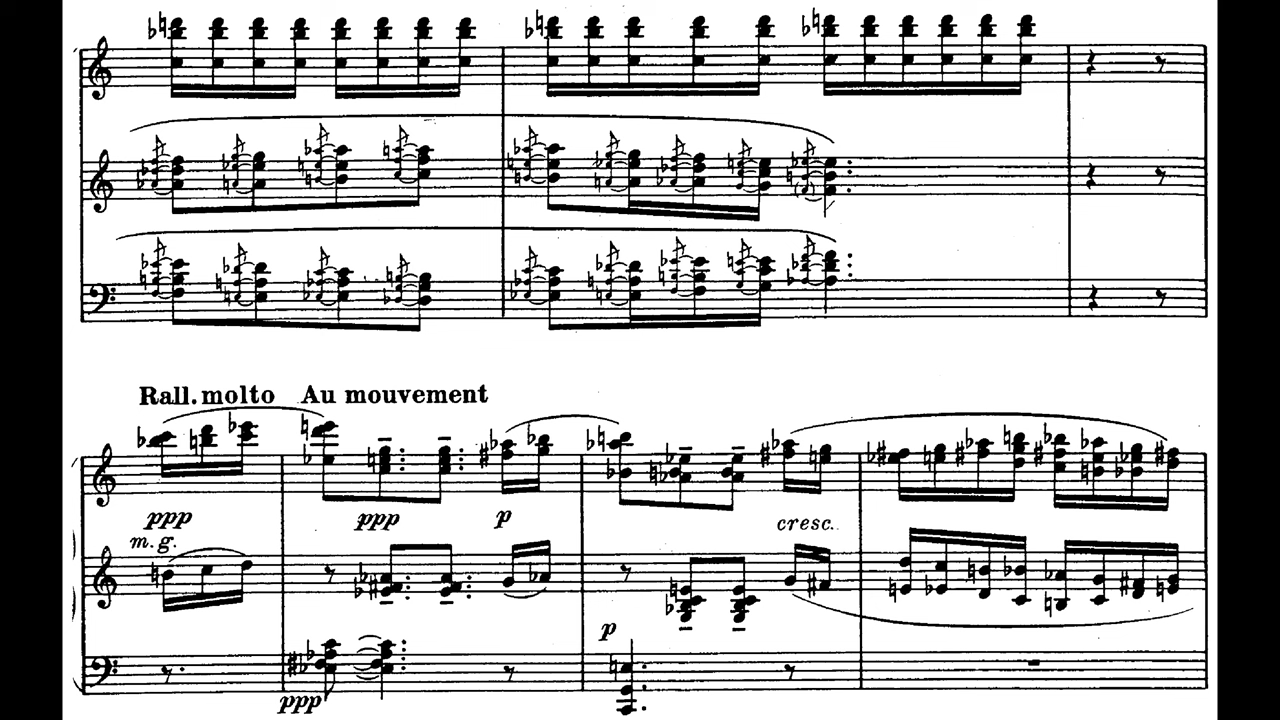 Rall. molto Au mouvement
ppp ppp p cresc.
m.g.
p
ppp